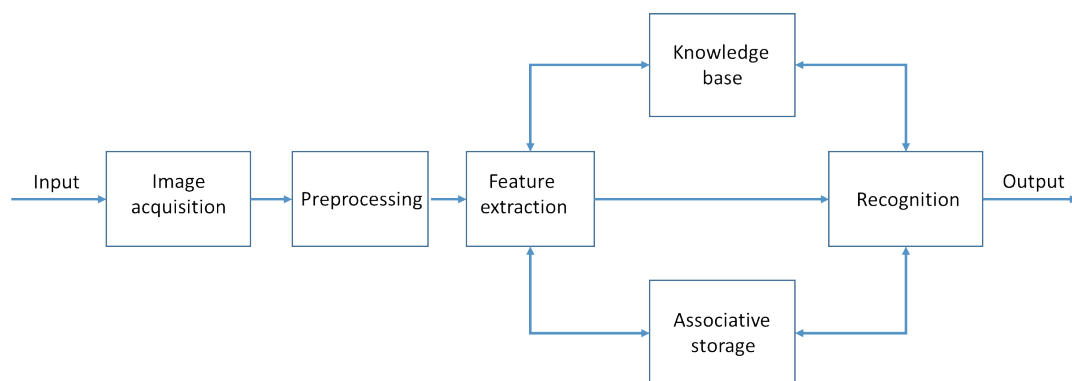 Knowledge
base
Input
Image
acquisition
Preprocessing
Feature
extraction
Recognition
Output
Associative
storage